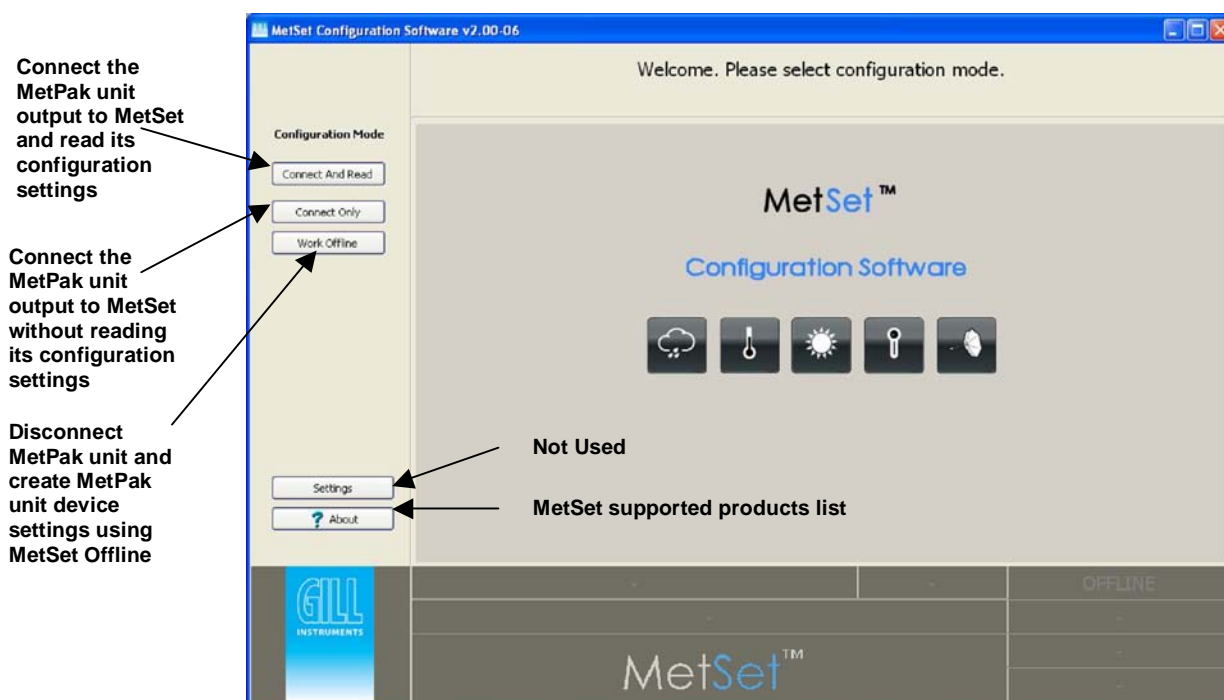 MetSet Configuration Software v2.00-06
Welcome. Please select configuration mode.
Connect the
MetPak unit
output to MetSet
and read its
configuration
settings
Configuration Mode
Connect And Read
Connect Only
Work Offline
Connect the
MetPak unit
output to MetSet
without reading
its configuration
settings
Disconnect
MetPak unit and
create MetPak
unit device
settings using
MetSet Offline
MetSet™
Configuration Software
Not Used
Settings
MetSet supported products list
? About
GILL
INSTRUMENTS
- - OFFLINE
- -
MetSet™ -
-